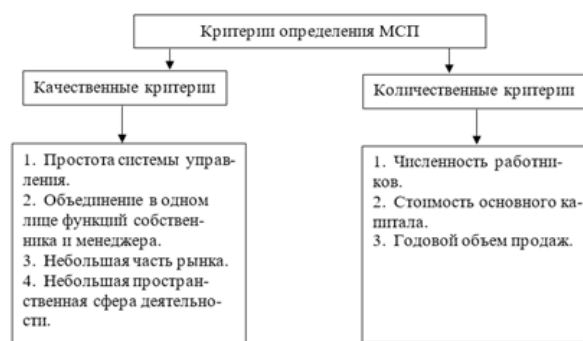 Критерии определения МСП
Качественные критерии
Количественные критерии
1. Простота системы управ-
ления.
2. Объединение в одном
лице функций собствен-
ника и менеджера.
3. Небольшая часть рынка.
4. Небольшая простран-
ственная сфера деятельно-
сти.
1. Численность работни-
ков.
2. Стоимость основного ка-
питала.
3. Годовой объем продаж.